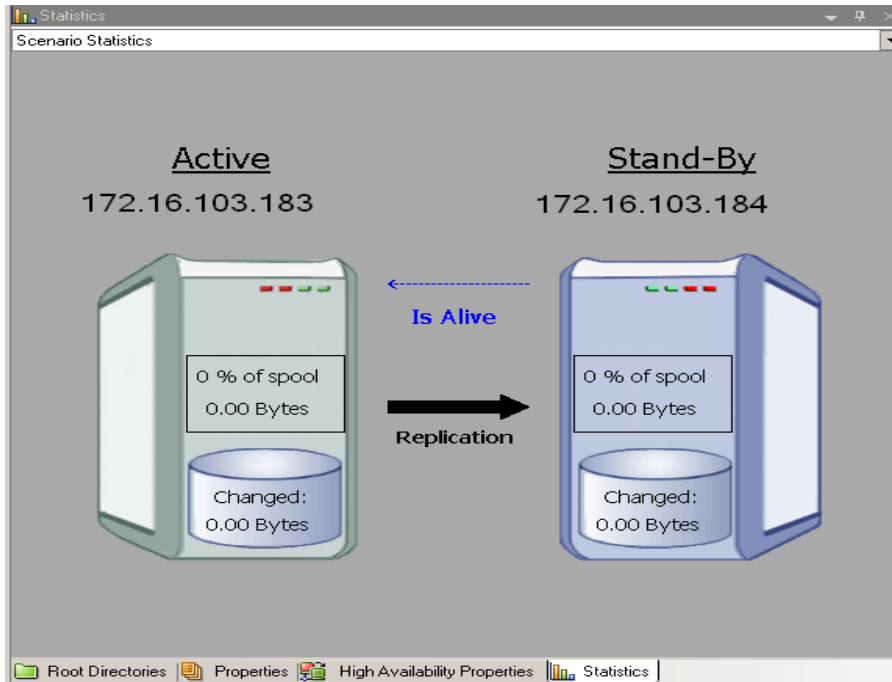 Statistics
Scenario Statistics
Active
Stand-By
172.16.103.183
172.16.103.184
Is Alive
0 % of spool
0.00 Bytes
0 % of spool
0.00 Bytes
Replication
Changed:
0.00 Bytes
Changed:
0.00 Bytes
Root Directories
Properties
High Availability Properties
Statistics